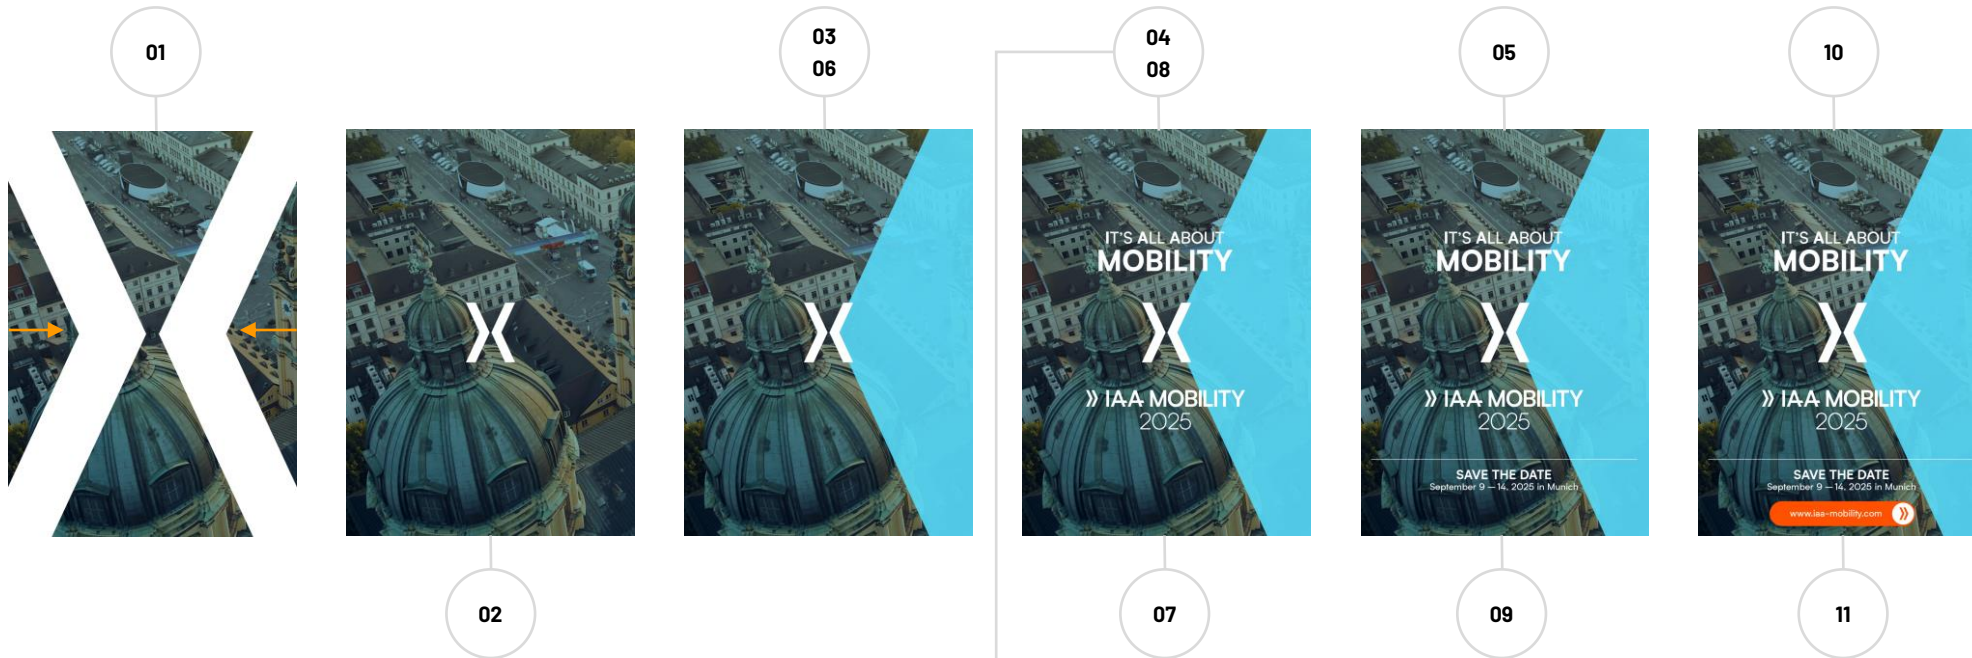 01
03
06
04
08
05
10
IT'S ALL ABOUT
MOBILITY
» IAA MOBILITY
2025
IT'S ALL ABOUT
MOBILITY
» IAA MOBILITY
2025
SAVE THE DATE
September 9 – 14. 2025 in Munich
IT'S ALL ABOUT
MOBILITY
» IAA MOBILITY
2025
SAVE THE DATE
September 9 – 14. 2025 in Munich
www.iaa-mobility.com »
02
07
09
11